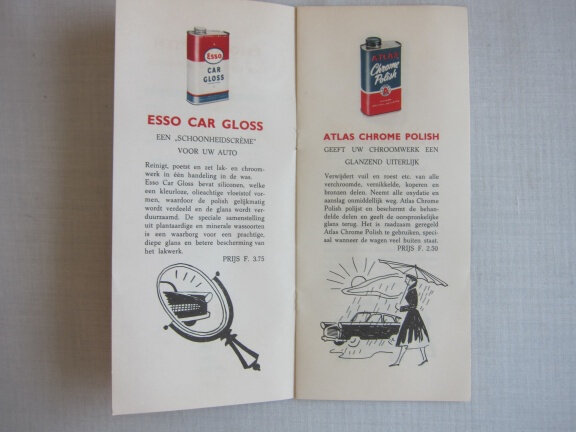 Esso
CAR
GLOSS
ESSO CAR GLOSS
EEN „SCHOONHEIDSCRÈME"
VOOR UW AUTO
Reinigt, poetst en zet lak- en chroom-
werk in één handeling in de was.
Esso Car Gloss bevat siliconen, welke
een kleurloze, olieachtige vloeistof vor-
men, waardoor de polish gelijkmatig
wordt verdeeld en de glans wordt ver-
duurzaamd. De speciale samenstelling
uit plantaardige en minerale wassoorten
is een waarborg voor een prachtige,
diepe glans en betere bescherming van
het lakwerk.
PRIJS F. 3.75
ATLAS
Chrome
Polish
ATLAS CHROME POLISH
GEEFT UW CHROOMWERK EEN
GLANZEND UITERLIJK
Verwijdert vuil en roest etc. van alle
verchroomde, vernikkelde, koperen en
bronzen delen. Neemt alle oxydatie en
aanslag onmiddellijk weg. Atlas Chrome
Polish polijst en beschermt de behan-
delde delen en geeft de oorspronkelijke
glans terug. Het is raadzaam geregeld
Atlas Chrome Polish te gebruiken, speci-
aal wanneer de wagen veel buiten staat.
PRIJS F. 2.50